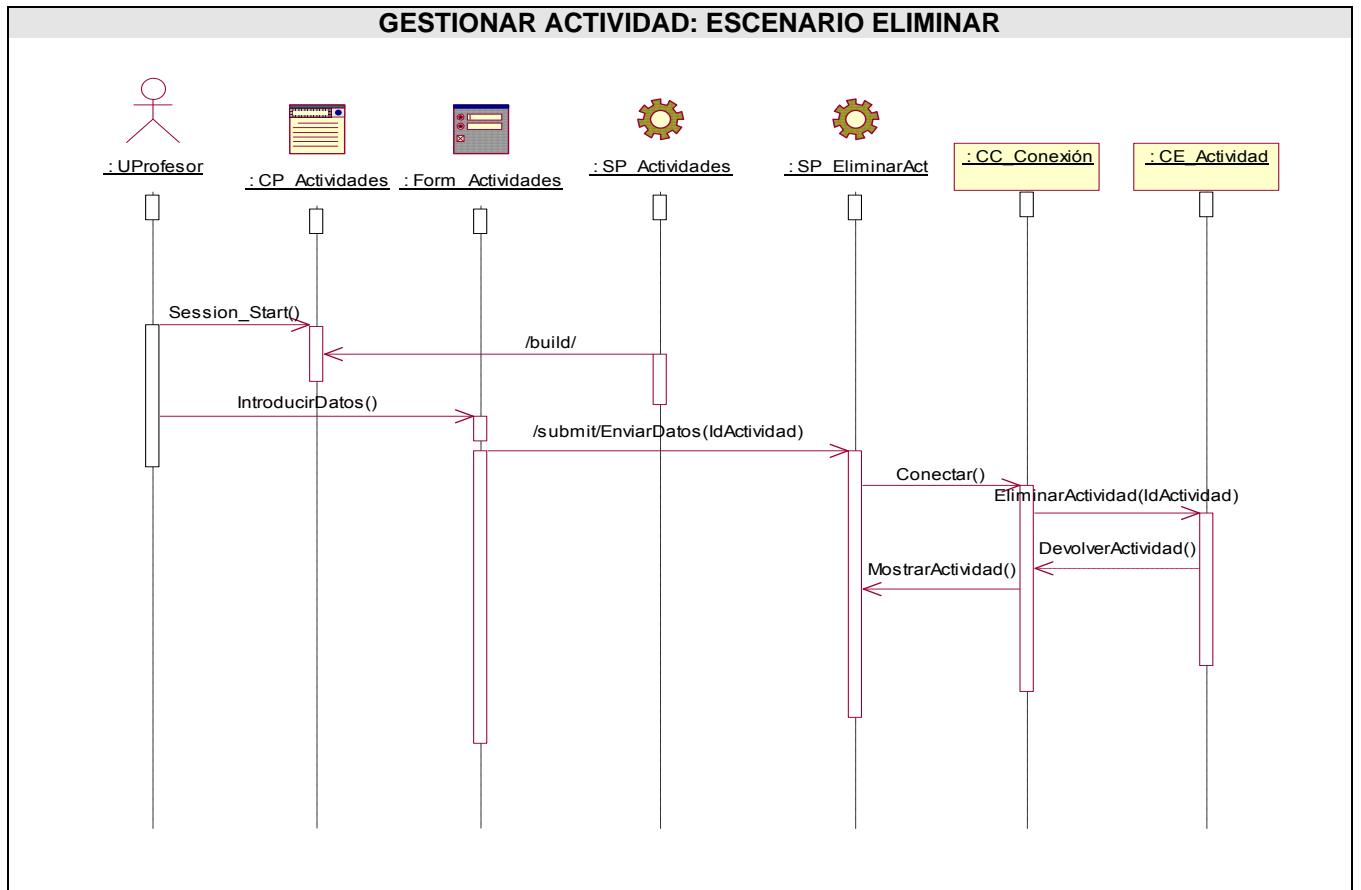 GESTIONAR ACTIVIDAD: ESCENARIO ELIMINAR
: UProfesor
: CP_Actividades
: Form_Actividades
: SP_Actividades
: SP_EliminarAct
: CC_Conexión
: CE_Actividad
Session_Start()
/build/
IntroducirDatos()
/submit/EnviarDatos(IdActividad)
Conectar()
EliminarActividad(IdActividad)
DevolverActividad()
MostrarActividad()